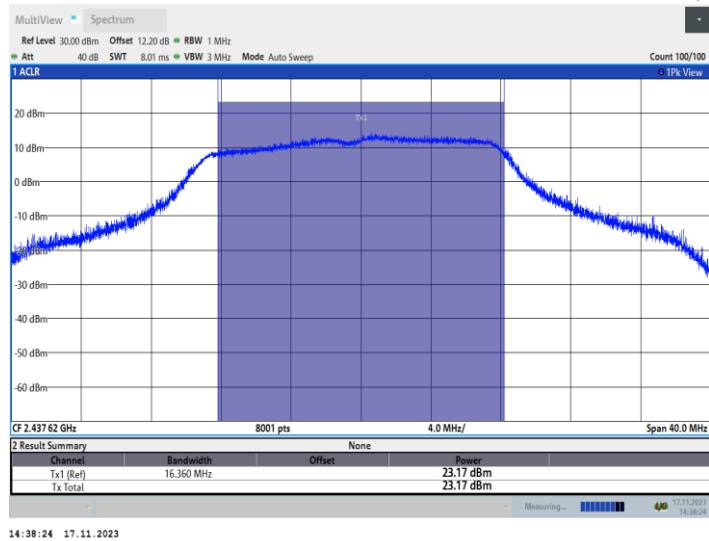 MultiView Spectrum
Ref Level 30.00 dBm Offset 12.20 dB RBW 1 MHz
Att 40 dB SWT 8.01 ms VBW 3 MHz Mode Auto Sweep Count 100/100
1 ACLR 1Pk View
Tx1
20 dBm
10 dBm
0 dBm
-10 dBm
-20 dBm
-30 dBm
-40 dBm
-50 dBm
-60 dBm
CF 2.437 62 GHz 8001 pts 4.0 MHz/ Span 40.0 MHz
2 Result Summary None
Channel Bandwidth Offset Power
Tx1 (Ref) 16.360 MHz 23.17 dBm
Tx Total 23.17 dBm
Measuring... 17.11.2023
14:38:24
14:38:24 17.11.2023